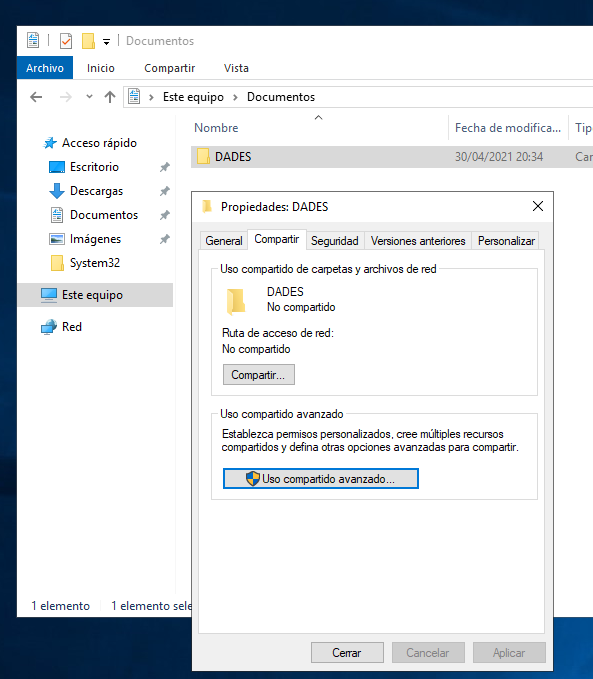 Documentos
Archivo Inicio Compartir Vista
Este equipo Documentos
Nombre Fecha de modifica...
Acceso rápido
DADES 30/04/2021 20:34
Escritorio
Descargas
Documentos
Imágenes
System32
Este equipo
Red
1 elemento
1 elemento
Propiedades: DADES
General Compartir Seguridad Versiones anteriores Personalizar
Uso compartido de carpetas y archivos de red
DADES
No compartido
Ruta de acceso de red:
No compartido
Compartir...
Uso compartido avanzado
Establezca permisos personalizados, cree múltiples recursos
compartidos y defina otras opciones avanzadas para compartir.
Uso compartido avanzado...
Cerrar Cancelar Aplicar